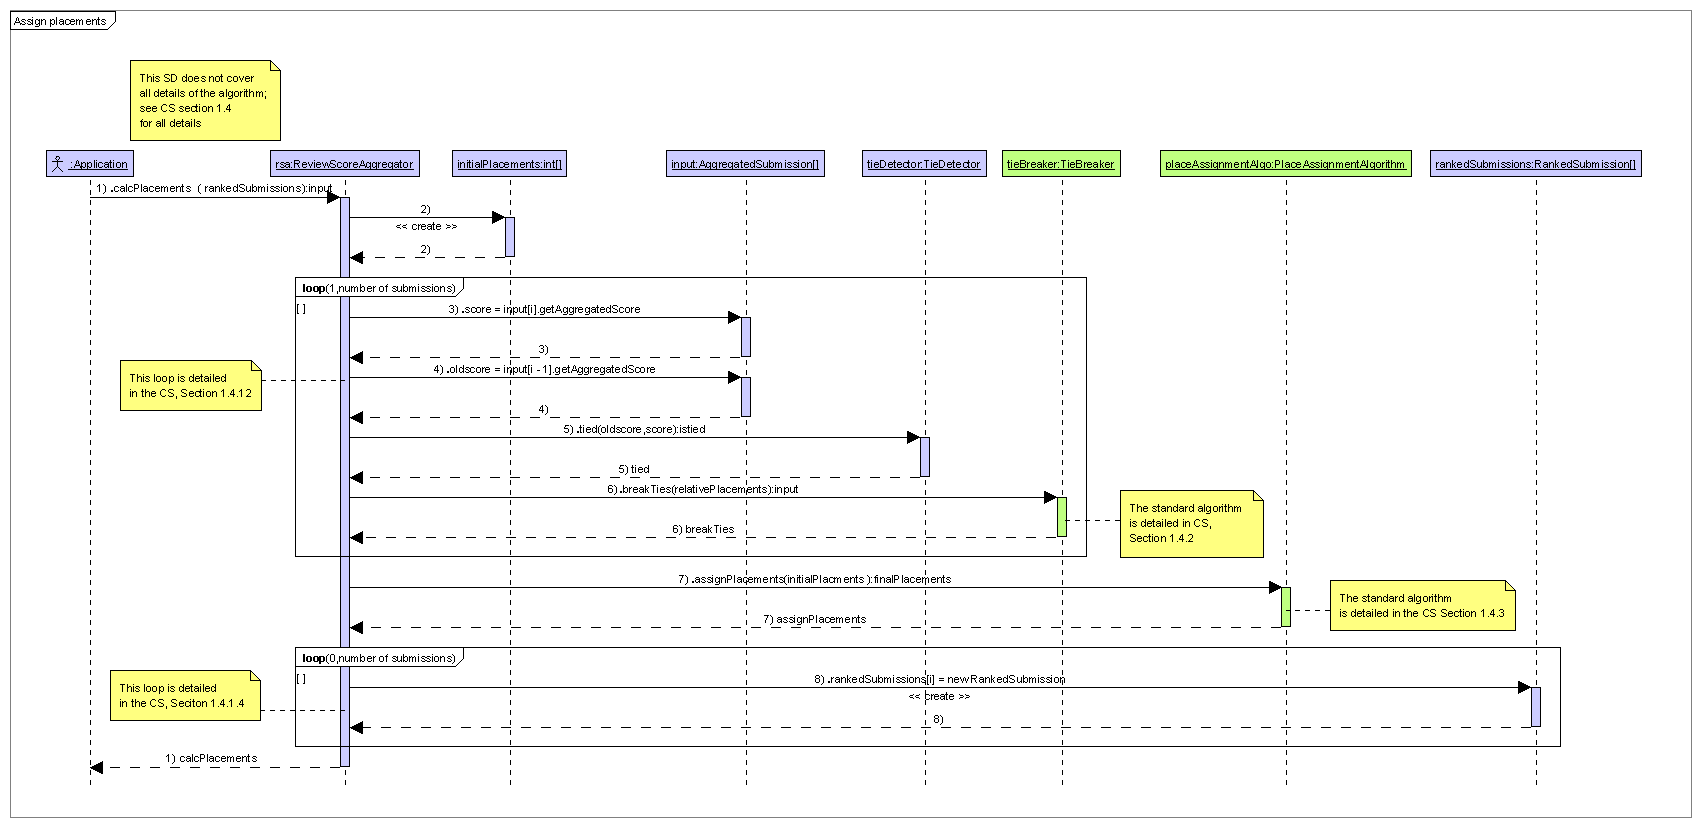 Assign placements
This SD does not cover
all details of the algorithm;
see CS section 1.4
for all details
:Application
rsa:ReviewScoreAggregator
initialPlacements:int[]
input:AggregatedSubmission[]
tieDetector:TieDetector
tieBreaker:TieBreaker
placeAssignmentAlgo:PlaceAssignmentAlgorithm
rankedSubmissions:RankedSubmission[]
1) .calcPlacements ( rankedSubmissions):input
2)
<< create >>
2)
loop(1,number of submissions)
[ ]
3) .score = input[i].getAggregatedScore
3)
This loop is detailed
in the CS, Section 1.4.12
4) .oldscore = input[i -1].getAggregatedScore
4)
5) .tied(oldscore,score):istied
5) tied
6) .breakTies(relativePlacements):input
The standard algorithm
is detailed in CS,
Section 1.4.2
6) breakTies
7) .assignPlacements(initialPlacments ):finalPlacements
The standard algorithm
is detailed in the CS Section 1.4.3
7) assignPlacements
loop(0,number of submissions)
[ ]
8) .rankedSubmissions[i] = newRankedSubmission
<< create >>
This loop is detailed
in the CS, Seciton 1.4.1.4
8)
1) calcPlacements